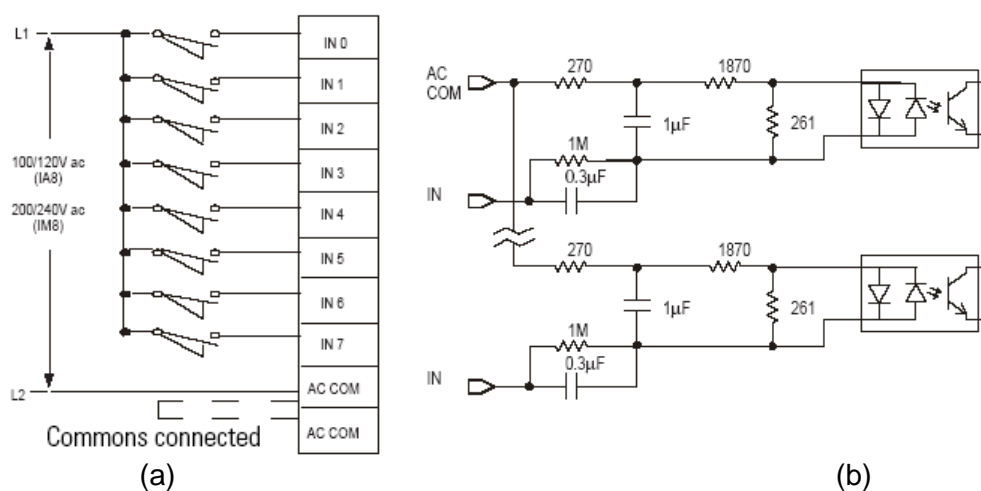 L1
IN 0
IN 1
IN 2
100/120V ac
(IA8)
IN 3
200/240V ac
(IM8)
IN 4
IN 5
IN 6
IN 7
L2
AC COM
AC COM
Commons connected
(a)
AC
COM
270
1870
1µF
261
1M
0.3µF
IN
270
1870
1µF
261
1M
0.3µF
IN
(b)